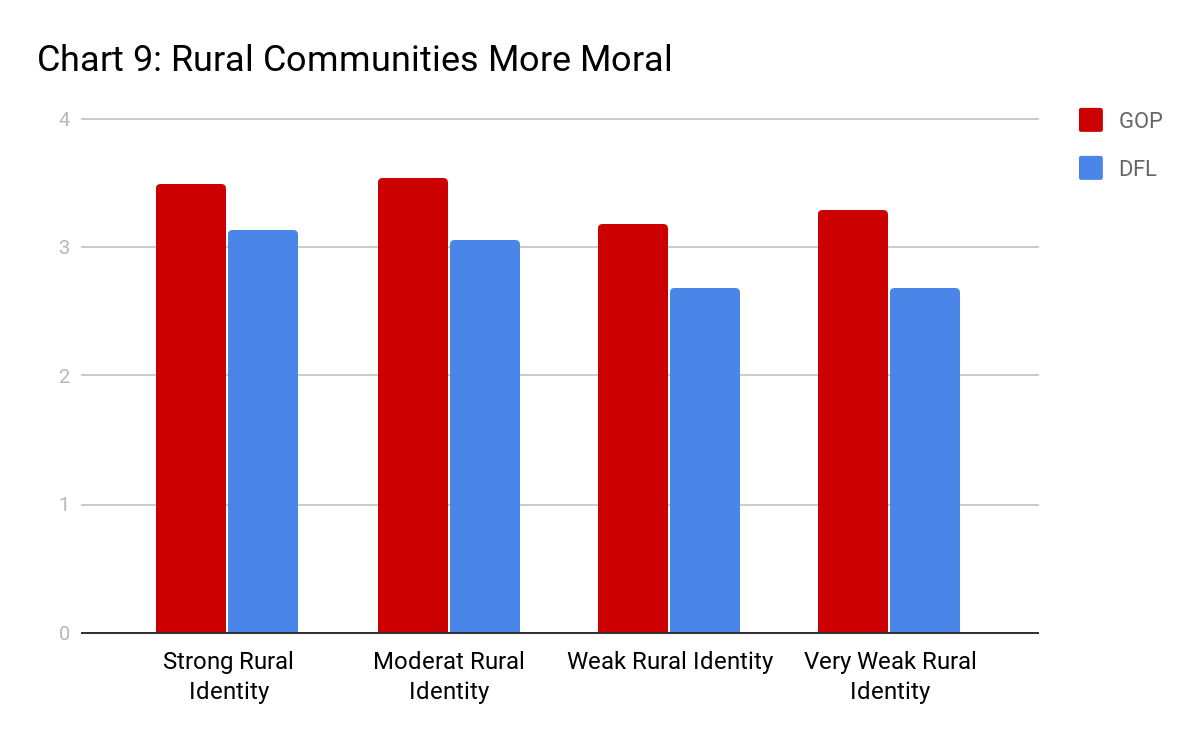 Chart 9: Rural Communities More Moral
4
GOP
DFL
3
2
1
0
Strong Rural
Identity
Moderat Rural
Identity
Weak Rural Identity
Very Weak Rural
Identity